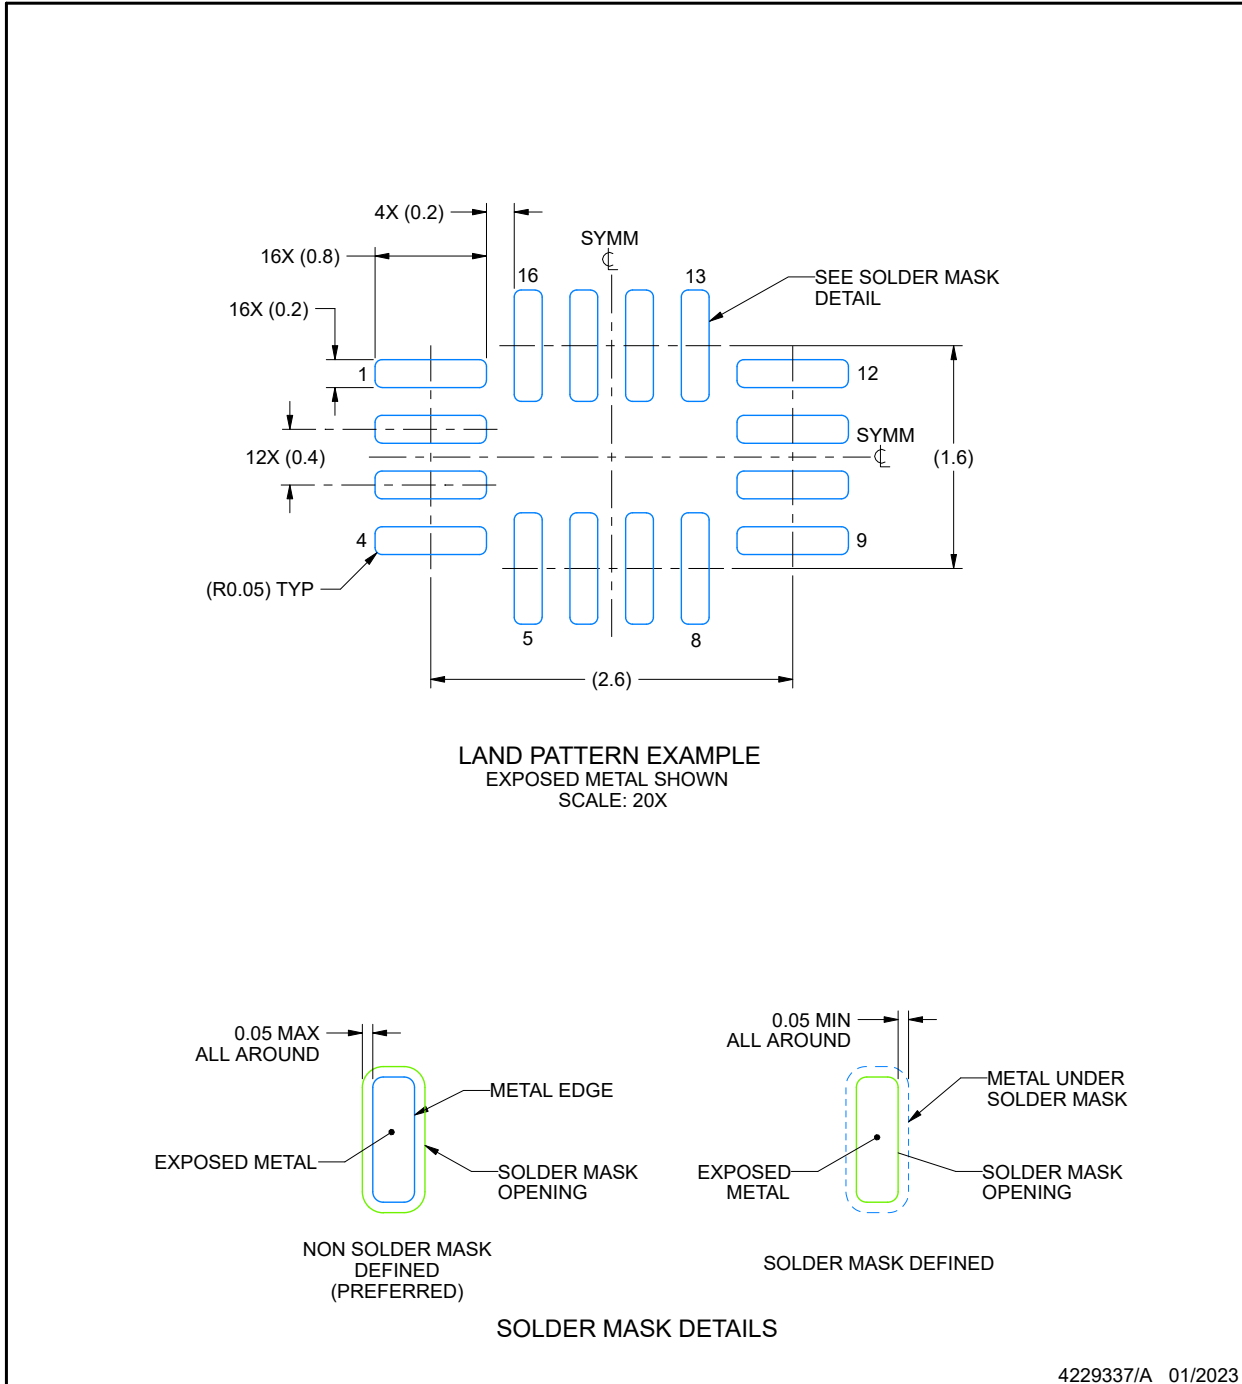 4X (0.2)
SYMM
16X (0.8)
16
13
SEE SOLDER MASK
DETAIL
16X (0.2)
1
12
SYMM
12X (0.4)
(1.6)
4
9
(R0.05) TYP
5
8
(2.6)
LAND PATTERN EXAMPLE
EXPOSED METAL SHOWN
SCALE: 20X
0.05 MAX
ALL AROUND
METAL EDGE
EXPOSED METAL
SOLDER MASK
OPENING
NON SOLDER MASK
DEFINED
(PREFERRED)
0.05 MIN
ALL AROUND
METAL UNDER
SOLDER MASK
EXPOSED
METAL
SOLDER MASK
OPENING
SOLDER MASK DEFINED
SOLDER MASK DETAILS
4229337/A 01/2023